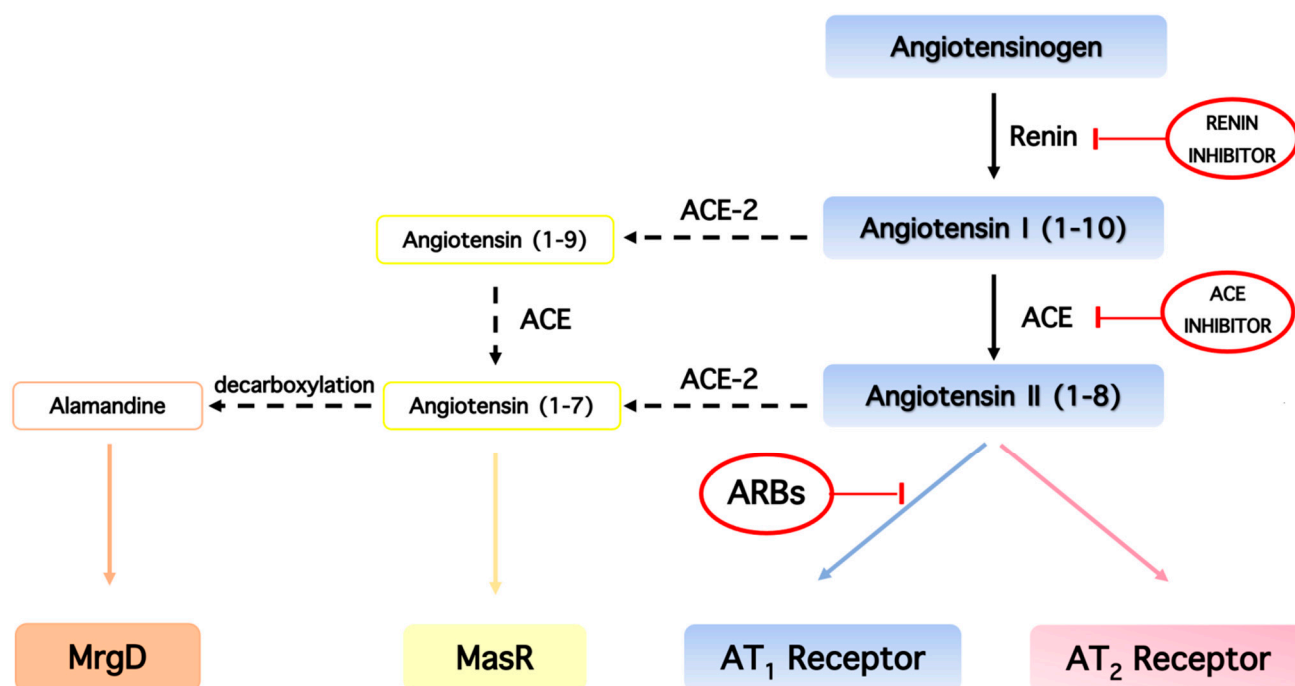 Angiotensinogen
Renin
RENIN
INHIBITOR
ACE-2
Angiotensin (1-9)
Angiotensin I (1-10)
ACE
ACE
ACE
INHIBITOR
decarboxylation
ACE-2
Alamandine
Angiotensin (1-7)
Angiotensin II (1-8)
ARBs
MrgD
MasR
AT₁ Receptor
AT₂ Receptor